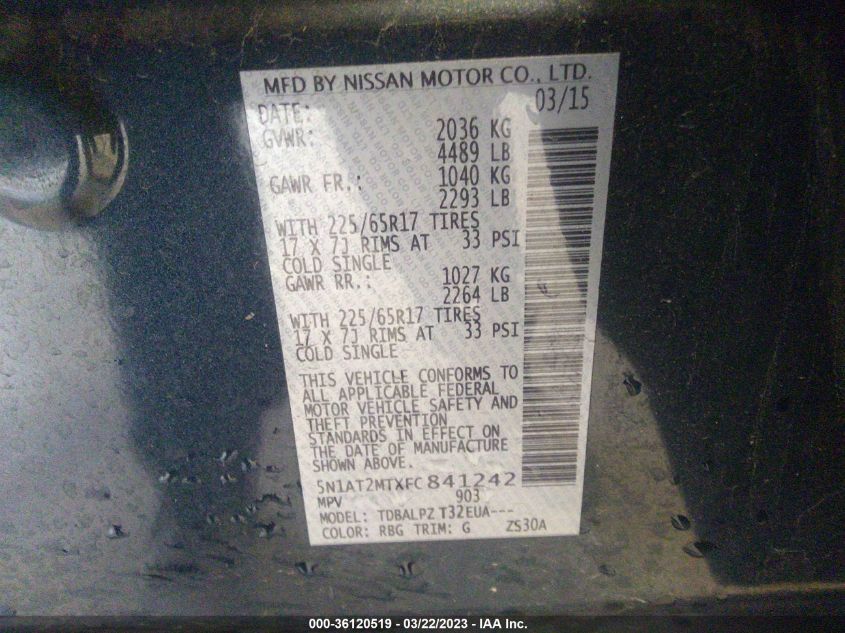 MFD BY NISSAN MOTOR CO., LTD.
DATE: 03/15
GVWR: 2036 KG
4489 LB
GAWR FR.: 1040 KG
2293 LB
WITH 225/65R17 TIRES
17 X 7J RIMS AT 33 PSI
COLD SINGLE
GAWR RR.: 1027 KG
2264 LB
WITH 225/65R17 TIRES
17 X 7J RIMS AT 33 PSI
COLD SINGLE
THIS VEHICLE CONFORMS TO
ALL APPLICABLE FEDERAL
MOTOR VEHICLE SAFETY AND
THEFT PREVENTION
STANDARDS IN EFFECT ON
THE DATE OF MANUFACTURE
SHOWN ABOVE.
5N1AT2MTXFC841242
MPV 903
MODEL: TDBALPZ T32EUA---
COLOR: RBG TRIM: G ZS30A
000-36120519 / 03/22/2023 - IAA Inc.